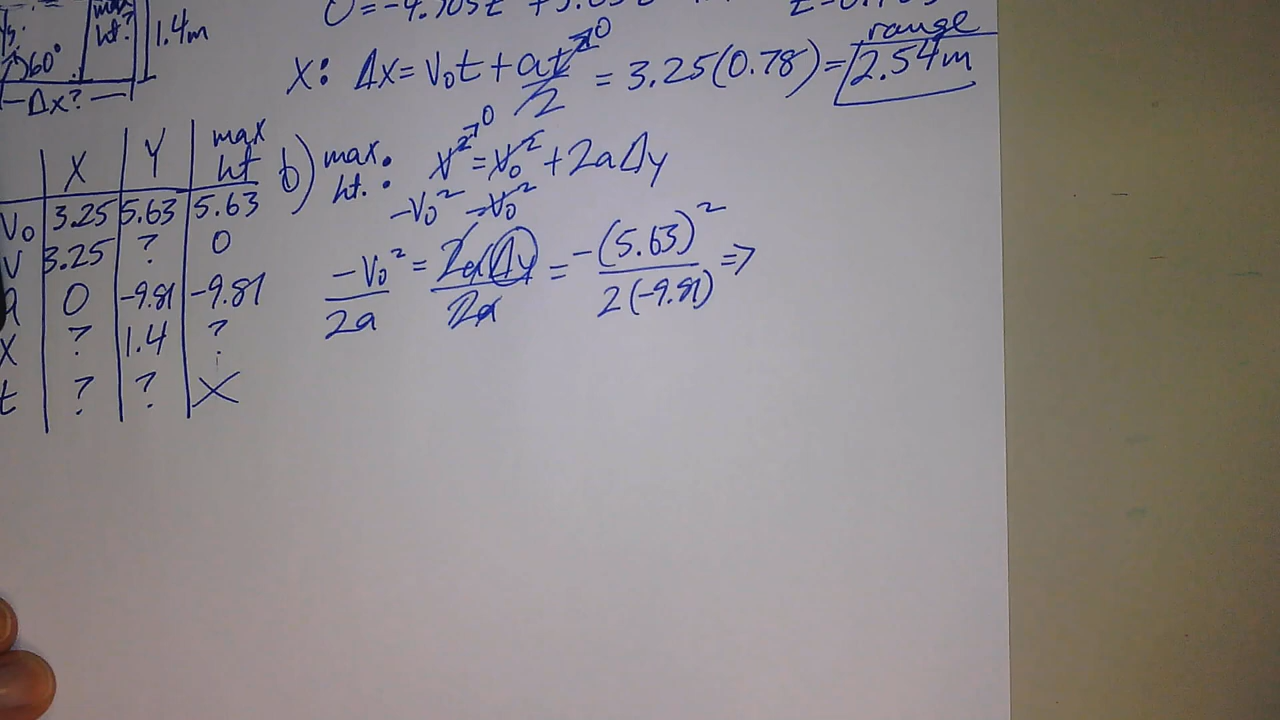 max
ht? 1.4m
60°
Δx?
X: Δx = V₀t + at²→0 / 2 = 3.25(0.78) = 2.54m
range
X | Y | max ht
V₀ | 3.25 | 5.63 | 5.63
V | 3.25 | ? | 0
a | 0 | -9.81 | -9.81
X | ? | 1.4 | ?
t | ? | ? | X
b) max. ht.: V²→0 = V₀² + 2aΔy
-V₀² -V₀²
-V₀² / 2a = 2aΔy / 2a = -(5.63)² / 2(-9.81) =>